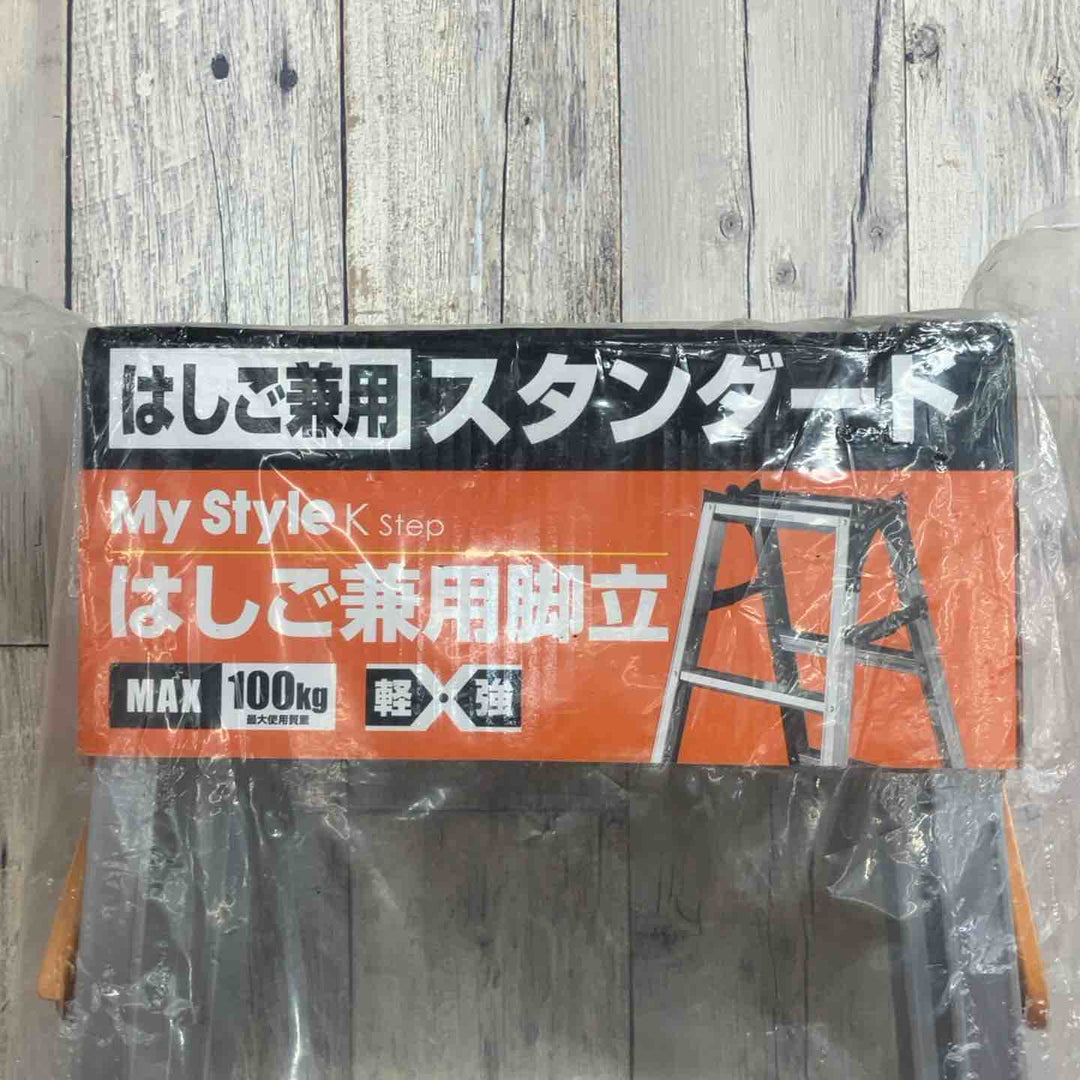 はしご兼用 スタンダード
My Style K Step
はしご兼用脚立
MAX 100kg 軽・強
最大使用質量